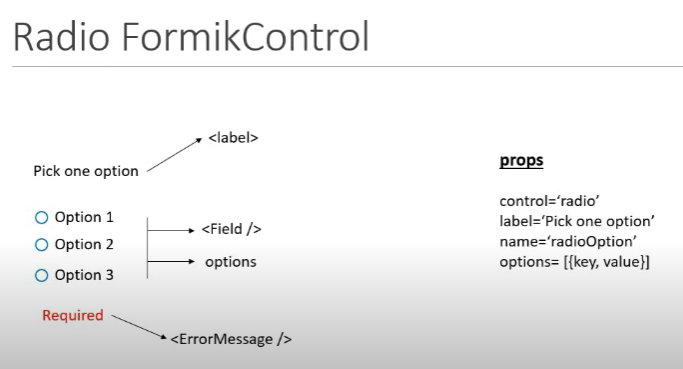 Radio FormikControl
<label>
Pick one option
Option 1
Option 2
Option 3
<Field />
options
Required
<ErrorMessage />
props
control=‘radio’
label=‘Pick one option’
name=‘radioOption’
options= [{key, value}]